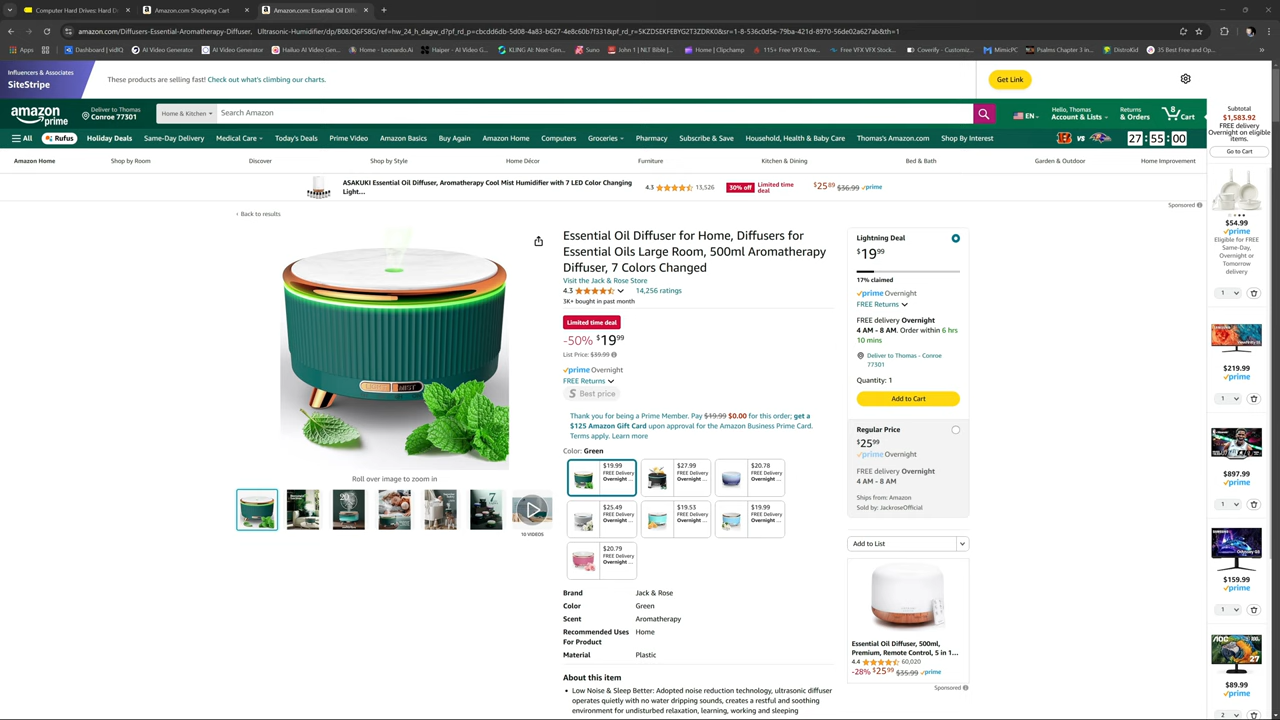 Computer Hard Drives: Hard D
Amazon.com Shopping Cart
Amazon.com: Essential Oil Diffu
amazon.com/Diffusers-Essential-Aromatherapy-Diffuser, Ultrasonic-Humidifier/dp/B08JQ6FS8G/ref=hw_24_h_dagw_d?pf_rd_p=cbcdd6db-5d08-4a83-b627-4e8c60b7f331&pf_rd_r=5KZDSEKFEBYG2T3ZDRK0&sr=1-8-536c0d5e-79ba-421d-8970-56de02a627ab&th=1
Apps
Dashboard | vidIQ
AI Video Generator
AI Video Generator
Hailuo AI Video Gen...
Home - Leonardo.Ai
Haiper - AI Video G...
KLING AI: Next-Gen...
Suno
John 1 | NLT Bible |...
Home | Clipchamp
115+ Free VFX Dow...
Free VFX VFX Stock...
Coverify - Customiz...
MimicPC
Psalms Chapter 3 in...
DistroKid
35 Best Free and Op...
Influencers & Associates
SiteStripe
These products are selling fast! Check out what's climbing our charts.
Get Link
amazon prime
Deliver to Thomas
Conroe 77301
Home & Kitchen
Search Amazon
EN
Hello, Thomas
Account & Lists
Returns
& Orders
8
Cart
All
Rufus
Holiday Deals
Same-Day Delivery
Medical Care
Today's Deals
Prime Video
Amazon Basics
Buy Again
Amazon Home
Computers
Groceries
Pharmacy
Subscribe & Save
Household, Health & Baby Care
Thomas's Amazon.com
Shop By Interest
VS
27:55:00
Amazon Home
Shop by Room
Discover
Shop by Style
Home Décor
Furniture
Kitchen & Dining
Bed & Bath
Garden & Outdoor
Home Improvement
ASAKUKI Essential Oil Diffuser, Aromatherapy Cool Mist Humidifier with 7 LED Color Changing
Light...
4.3
13,526
30% off
Limited time
deal
$25.89
$36.99
prime
Sponsored
‹ Back to results
MIST
Roll over image to zoom in
10 VIDEOS
Essential Oil Diffuser for Home, Diffusers for
Essential Oils Large Room, 500ml Aromatherapy
Diffuser, 7 Colors Changed
Visit the Jack & Rose Store
4.3
14,256 ratings
3K+ bought in past month
Limited time deal
-50% $19.99
List Price: $39.99
prime Overnight
FREE Returns
Best price
Thank you for being a Prime Member. Pay $19.99 $0.00 for this order; get a
$125 Amazon Gift Card upon approval for the Amazon Business Prime Card.
Terms apply. Learn more
Color: Green
$19.99
FREE Delivery
Overnight ...
$27.99
FREE Delivery
Overnight ...
$20.78
FREE Delivery
Overnight ...
$25.49
FREE Delivery
Overnight ...
$19.53
FREE Delivery
Overnight ...
$19.99
FREE Delivery
Overnight ...
$20.79
FREE Delivery
Overnight ...
Brand Jack & Rose
Color Green
Scent Aromatherapy
Recommended Uses Home
For Product
Material Plastic
About this item
• Low Noise & Sleep Better: Adopted noise reduction technology, ultrasonic diffuser
operates quietly with no water dripping sounds, creates a restful and soothing
environment for undisturbed relaxation, learning, working and sleeping
Lightning Deal
$19.99
17% claimed
prime Overnight
FREE Returns
FREE delivery Overnight
4 AM - 8 AM. Order within 6 hrs
10 mins
Deliver to Thomas - Conroe
77301
Quantity: 1
Add to Cart
Regular Price
$25.99
prime Overnight
FREE delivery Overnight
4 AM - 8 AM
Ships from: Amazon
Sold by: JackroseOfficial
Add to List
Essential Oil Diffuser, 500ml,
Premium, Remote Control, 5 in 1...
4.4
60,020
-28% $25.99 $35.99 prime
Sponsored
Subtotal
$1,583.92
FREE delivery
Overnight on eligible
items.
Go to Cart
$54.99
prime
Eligible for FREE
Same-Day,
Overnight or
Tomorrow
delivery
1
$219.99
prime
1
$897.99
prime
1
$159.99
prime
1
$89.99
prime
2